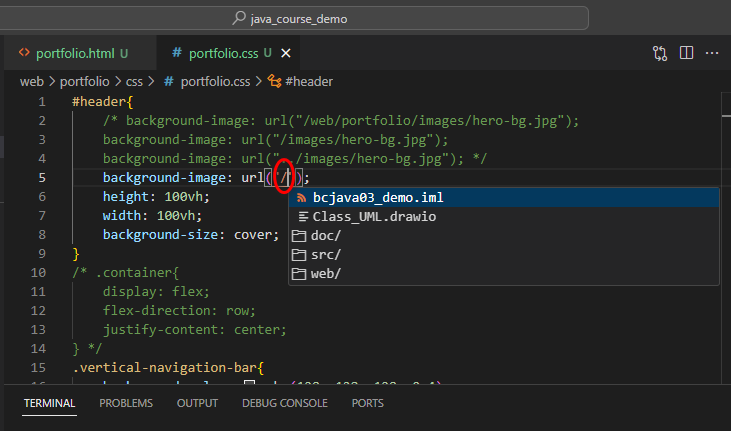 java_course_demo
<> portfolio.html U
# portfolio.css U ×
web > portfolio > css > # portfolio.css > #header
1 #header{
2 /* background-image: url("/web/portfolio/images/hero-bg.jpg");
3 background-image: url("/images/hero-bg.jpg");
4 background-image: url("../images/hero-bg.jpg"); */
5 background-image: url("/");
bcjava03_demo.iml
6 height: 100vh;
Class_UML.drawio
7 width: 100vh;
doc/
8 background-size: cover;
src/
9 }
web/
10 /* .container{
11 display: flex;
12 flex-direction: row;
13 justify-content: center;
14 } */
15 .vertical-navigation-bar{
TERMINAL PROBLEMS OUTPUT DEBUG CONSOLE PORTS